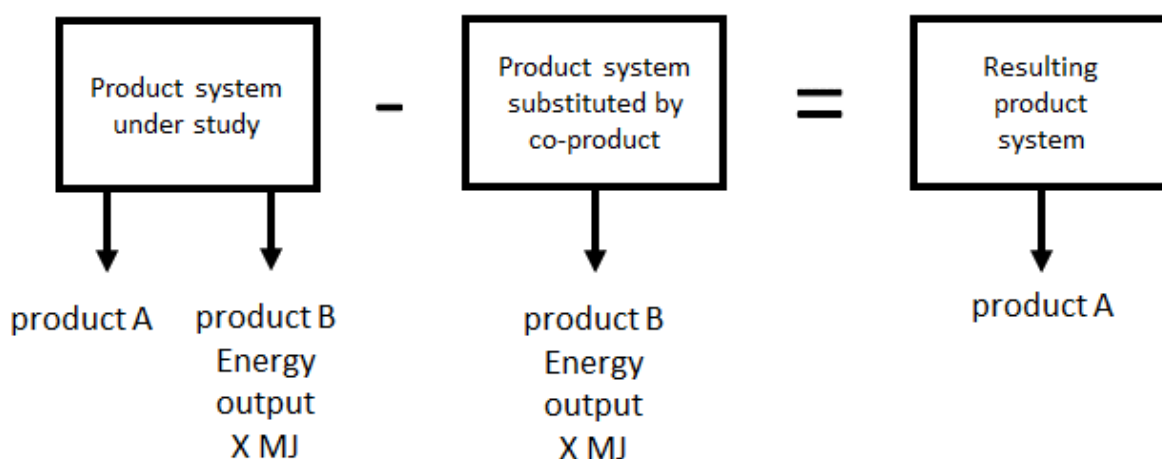 Product system
under study
-
Product system
substituted by
co-product
=
Resulting
product
system
product A
product B
Energy
output
X MJ
product B
Energy
output
X MJ
product A